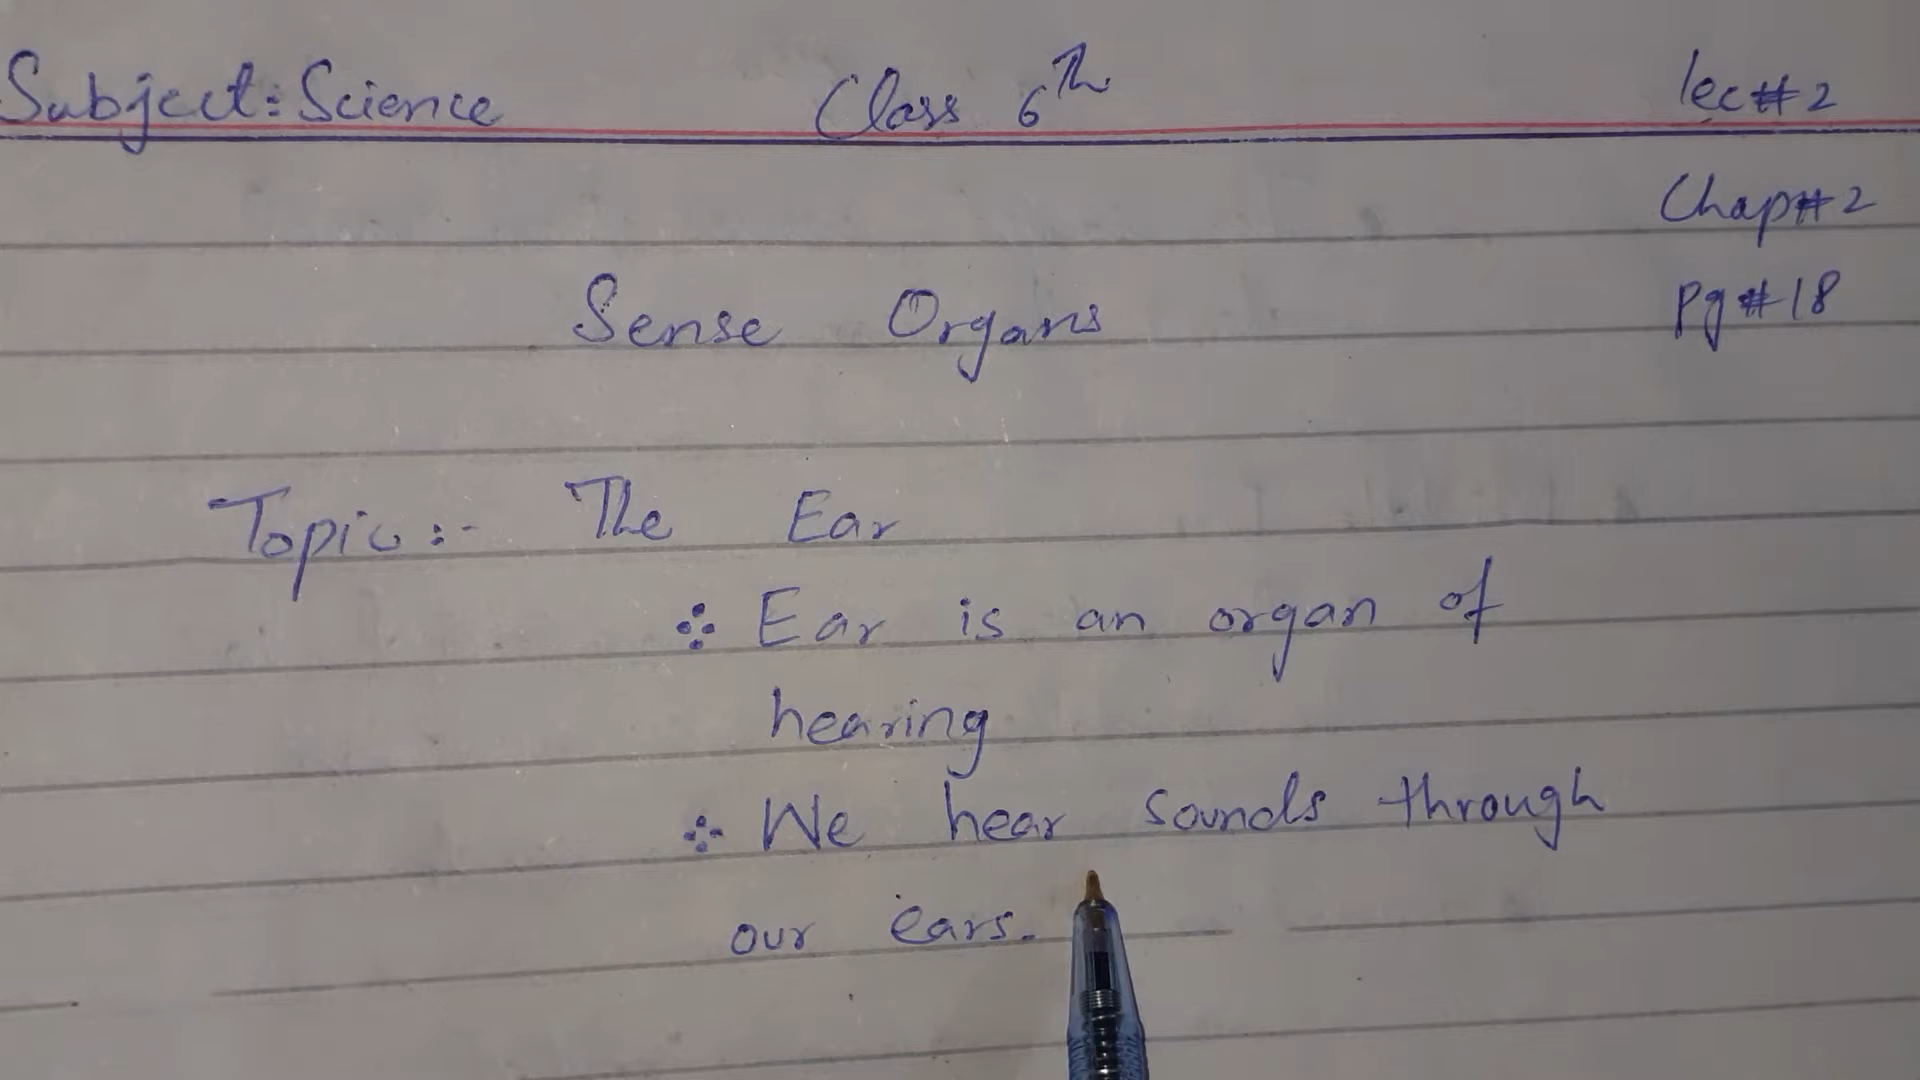 Subject:Science Class 6th lec#2
Chap#2
Sense Organs pg#18
Topic:- The Ear
Ear is an organ of
hearing
We hear sounds through
our ears.